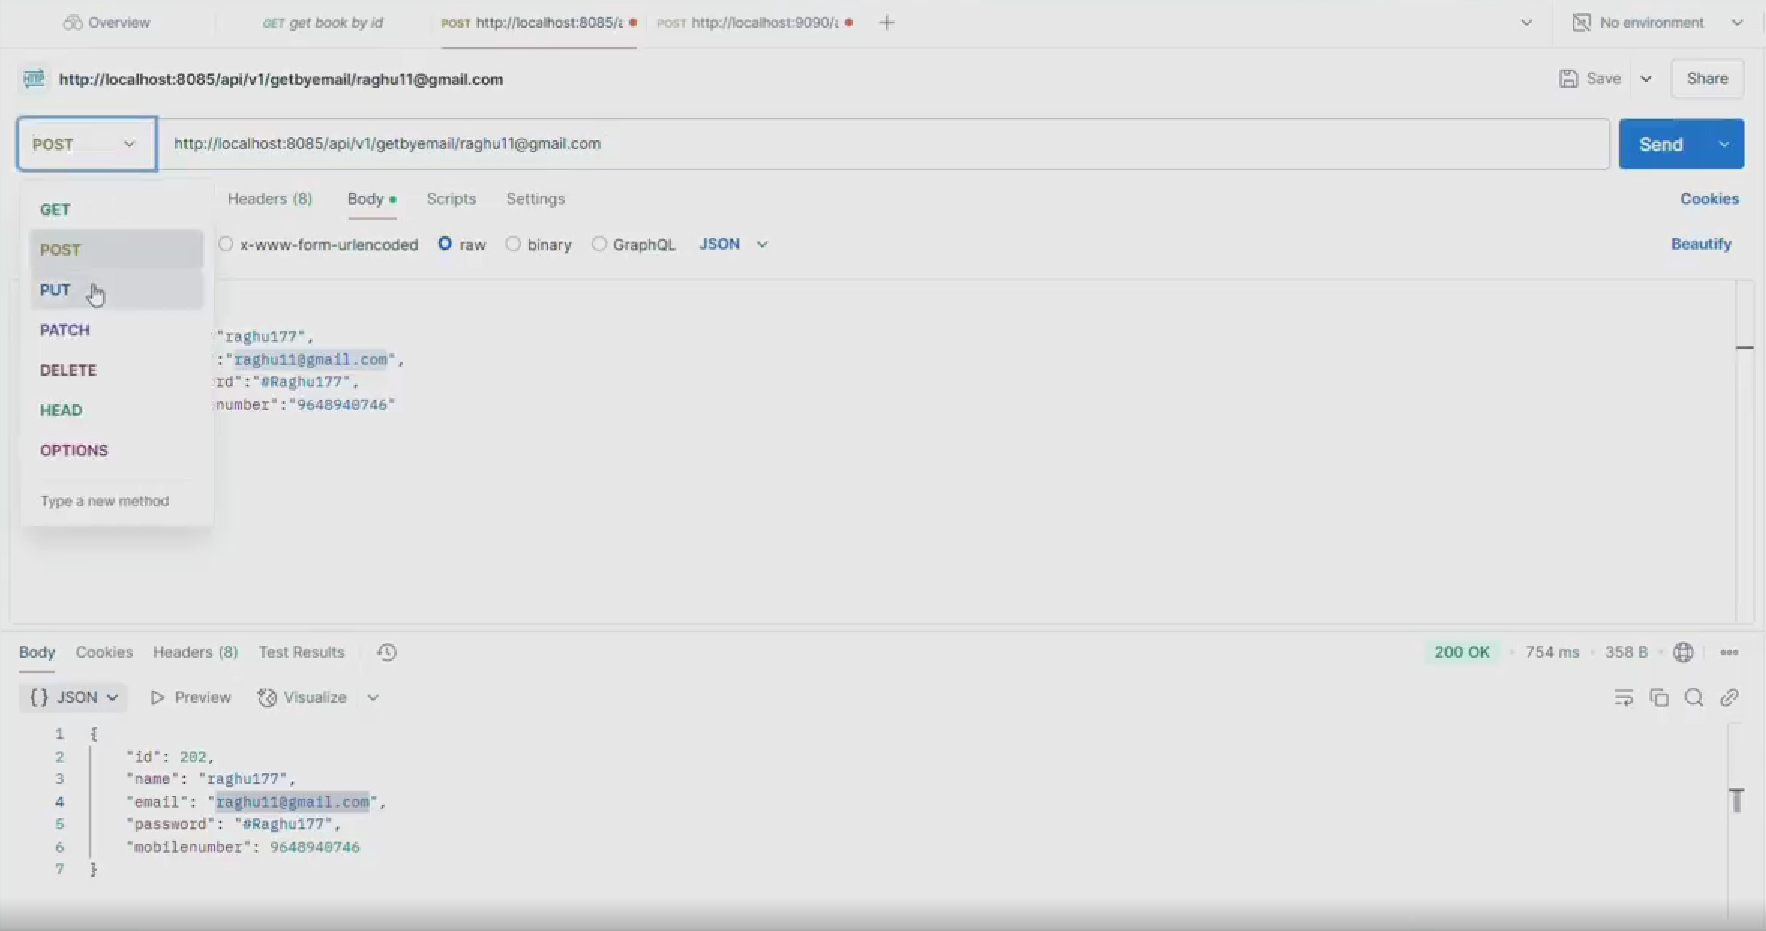 Overview
GET get book by id
POST http://localhost:8085/a
POST http://localhost:9090/a
No environment
HTTP http://localhost:8085/api/v1/getbyemail/raghu11@gmail.com
Save
Share
POST
http://localhost:8085/api/v1/getbyemail/raghu11@gmail.com
Send
Headers (8)
Body
Scripts
Settings
Cookies
GET
x-www-form-urlencoded
raw
binary
GraphQL
JSON
Beautify
POST
PUT
PATCH
DELETE
HEAD
OPTIONS
Type a new method
"raghu177",
:"raghu11@gmail.com",
rd":"#Raghu177",
number":"9648940746"
Body
Cookies
Headers (8)
Test Results
200 OK
754 ms
358 B
{} JSON
Preview
Visualize
1 {
2 "id": 202,
3 "name": "raghu177",
4 "email": "raghu11@gmail.com",
5 "password": "#Raghu177",
6 "mobilenumber": 9648940746
7 }